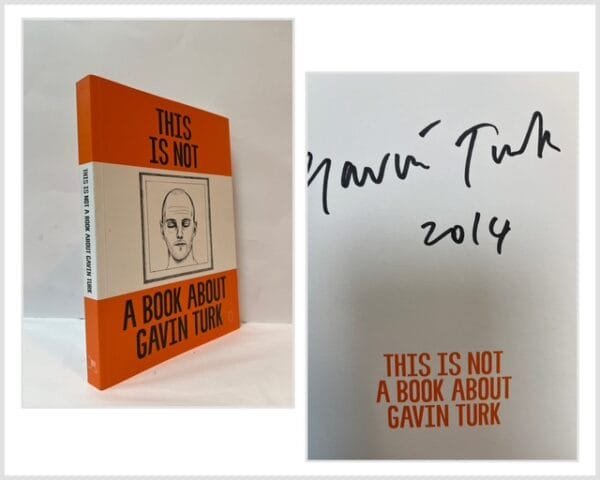 THIS
IS NOT
A BOOK ABOUT
GAVIN TURK
THIS IS NOT A BOOK ABOUT GAVIN TURK
Gavin Turk
2014
THIS IS NOT
A BOOK ABOUT
GAVIN TURK